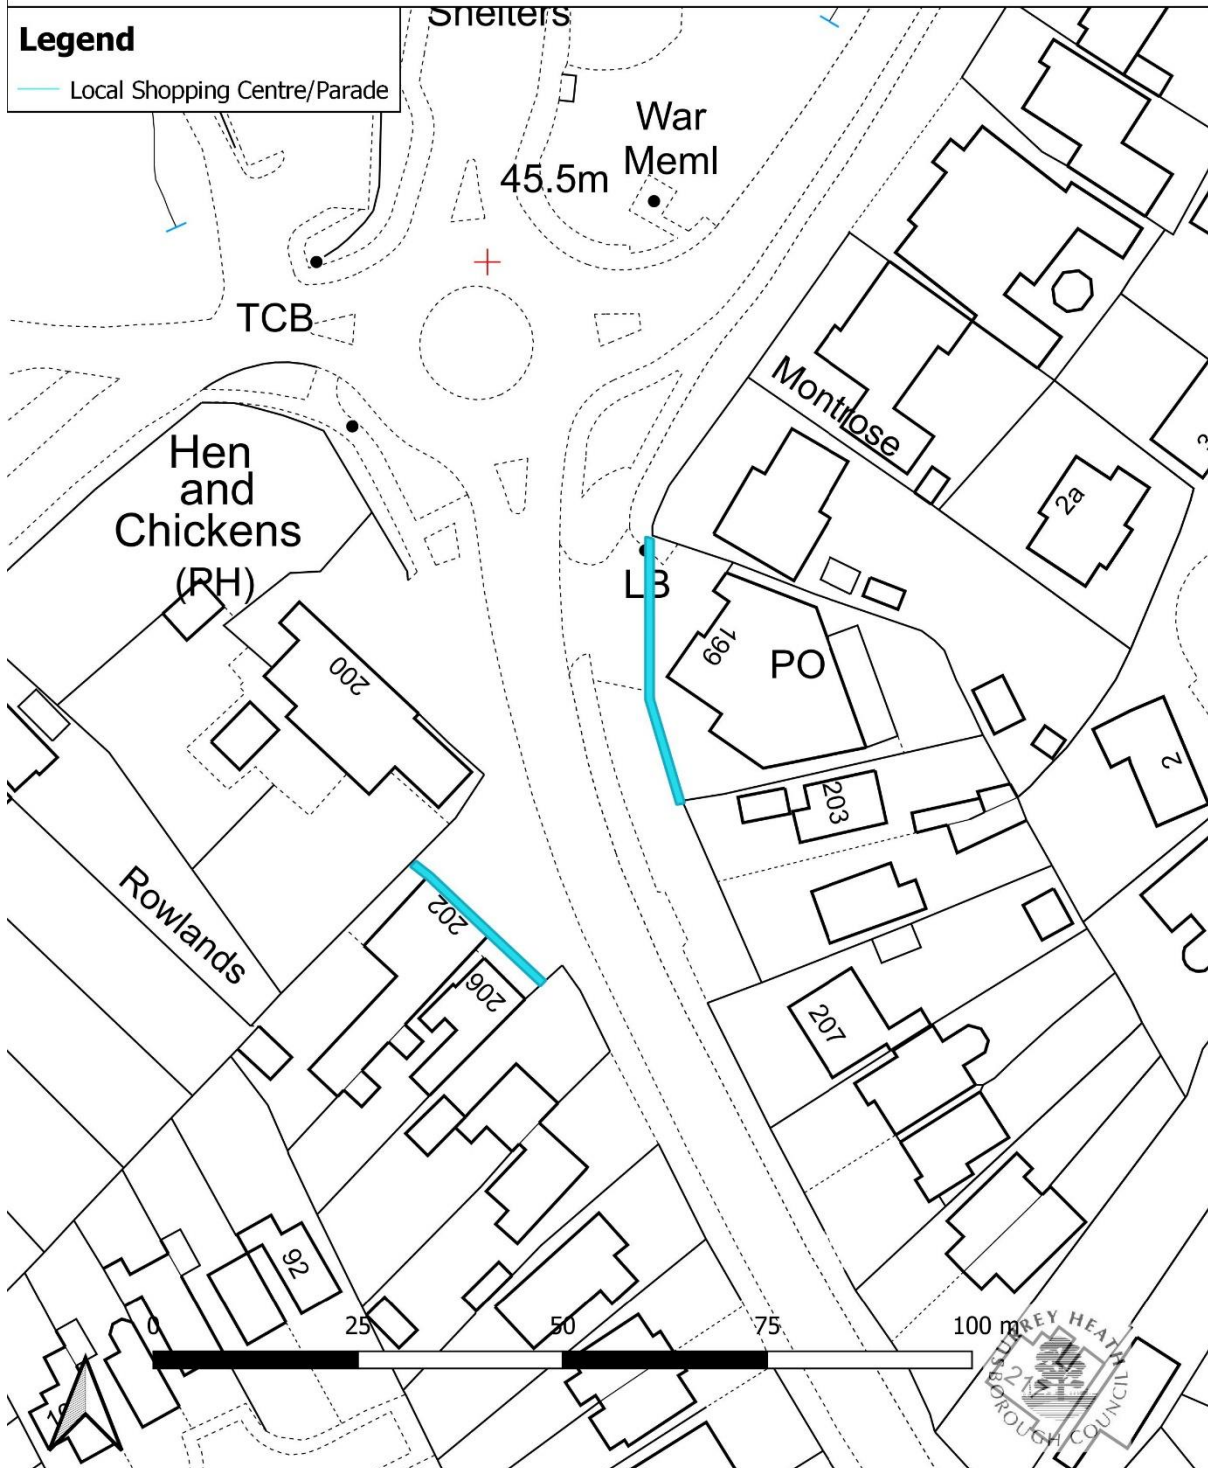 Shelters
Legend
Local Shopping Centre/Parade
War
Meml
45.5m
TCB
Montrose
Hen
and
Chickens
(PH)
2a
LB
199
PO
200
2
203
Rowlands
202
206
207
92
0 25 50 75 100 m
SURREY HEATH
BOROUGH COUNCIL